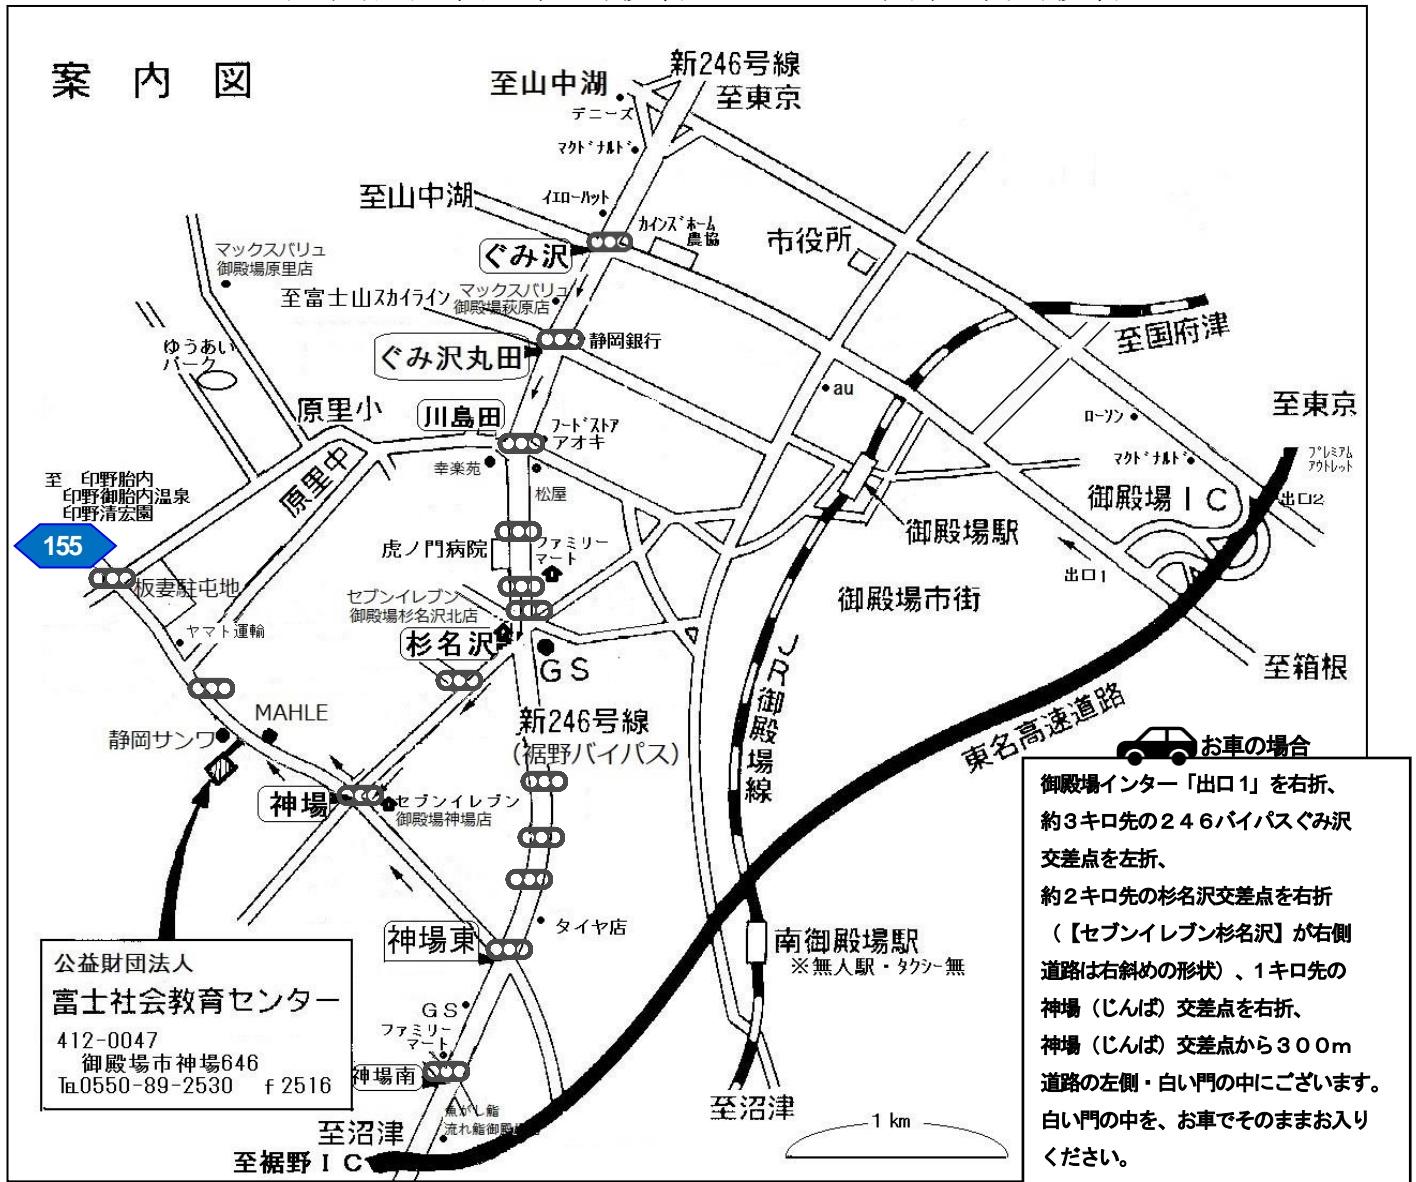 案内図
新246号線
至東京
至山中湖
デニーズ
マクドナルド
至山中湖
イエローハット
カインズホーム
農協
市役所
ぐみ沢
マックスバリュ
御殿場原里店
至富士山スカイライン
マックスバリュ
御殿場萩原店
至国府津
静岡銀行
ぐみ沢丸田
ゆうあい
パーク
au
至東京
原里小
川島田
フードストア
アオキ
ローソン
プレミアム
アウトレット
マクドナルド
幸楽苑
原里中
松屋
至 印野胎内
印野御胎内温泉
印野清宏園
御殿場IC
出口2
155
御殿場駅
虎ノ門病院
ファミリー
マート
出口1
板妻駐屯地
セブンイレブン
御殿場杉名沢北店
御殿場市街
ヤマト運輸
杉名沢
GS
JR御殿場線
至箱根
MAHLE
静岡サンワ
新246号線
(裾野バイパス)
東名高速道路
神場
セブンイレブン
御殿場神場店
神場東
タイヤ店
南御殿場駅
※無人駅・タクシー無
公益財団法人
富士社会教育センター
412-0047
御殿場市神場646
℡0550-89-2530 f2516
GS
ファミリー
マート
神場南
魚がし鮨
至沼津
至沼津
至裾野IC
1km
お車の場合
御殿場インター「出口1」を右折、
約3キロ先の246バイパスぐみ沢
交差点を左折、
約2キロ先の杉名沢交差点を右折
(【セブンイレブン杉名沢】が右側
道路は右斜めの形状)、1キロ先の
神場(じんば)交差点を右折、
神場(じんば)交差点から300m
道路の左側・白い門の中にございます。
白い門の中を、お車でそのままお入り
ください。